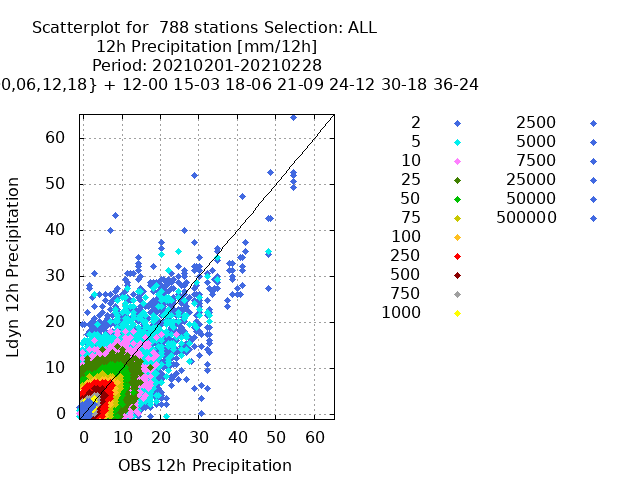 Scatterplot for  788 stations Selection: ALL
12h Precipitation [mm/12h]
Period: 20210201-20210228
0,06,12,18} + 12-00 15-03 18-06 21-09 24-12 30-18 36-24
2 2500
5 5000
10 7500
25 25000
50 50000
75 500000
100
250
500
750
1000
Ldyn 12h Precipitation
60
50
40
30
20
10
0
0 10 20 30 40 50 60
OBS 12h Precipitation